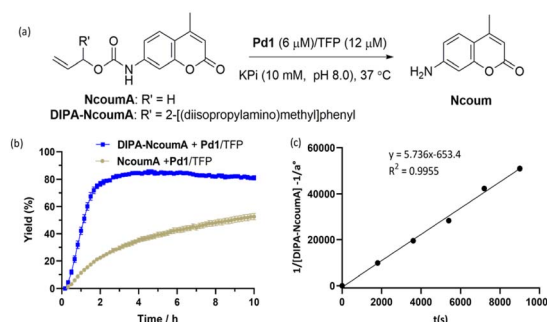 (a)
R'
O
O
N
H
O
O
Pd1 (6 μM)/TFP (12 μM)
KPi (10 mM, pH 8.0), 37 °C
H2N
O
O
NcoumA: R' = H
DIPA-NcoumA: R' = 2-[(diisopropylamino)methyl]phenyl
Ncoum
(b)
DIPA-NcoumA + Pd1/TFP
NcoumA +Pd1/TFP
Yield (%)
100
80
60
40
20
0
0 2 4 6 8 10
Time / h
(c)
y = 5.736x-653.4
R2 = 0.9955
1/[DIPA-NcoumA] -1/a°
60000
40000
20000
0
0 2000 4000 6000 8000 10000
t(s)